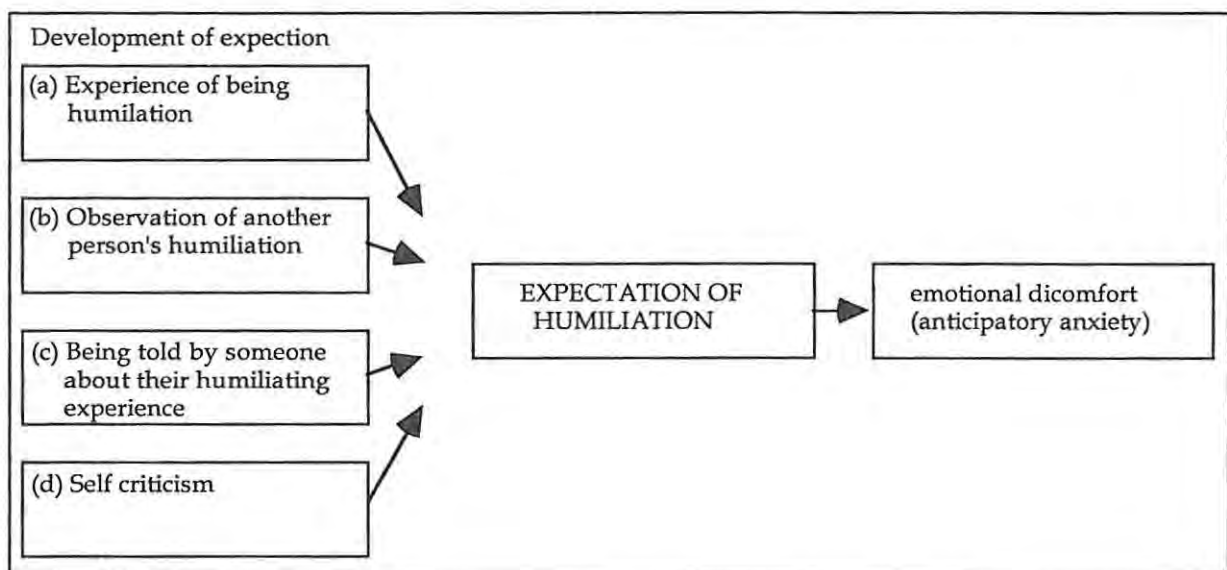 Development of expection
(a) Experience of being
humilation
(b) Observation of another
person's humiliation
(c) Being told by someone
about their humiliating
experience
(d) Self criticism
EXPECTATION OF
HUMILIATION
emotional dicomfort
(anticipatory anxiety)